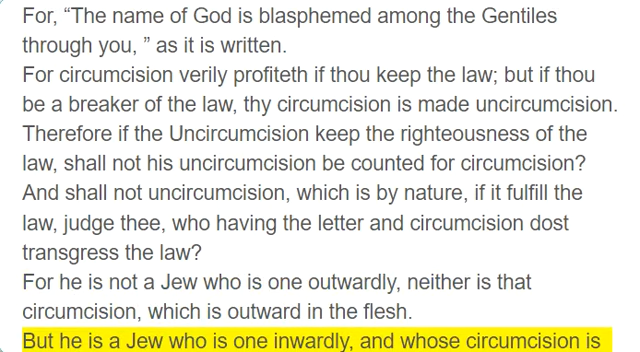 For, “The name of God is blasphemed among the Gentiles
through you, ” as it is written.
For circumcision verily profiteth if thou keep the law; but if thou
be a breaker of the law, thy circumcision is made uncircumcision.
Therefore if the Uncircumcision keep the righteousness of the
law, shall not his uncircumcision be counted for circumcision?
And shall not uncircumcision, which is by nature, if it fulfill the
law, judge thee, who having the letter and circumcision dost
transgress the law?
For he is not a Jew who is one outwardly, neither is that
circumcision, which is outward in the flesh.
But he is a Jew who is one inwardly, and whose circumcision is